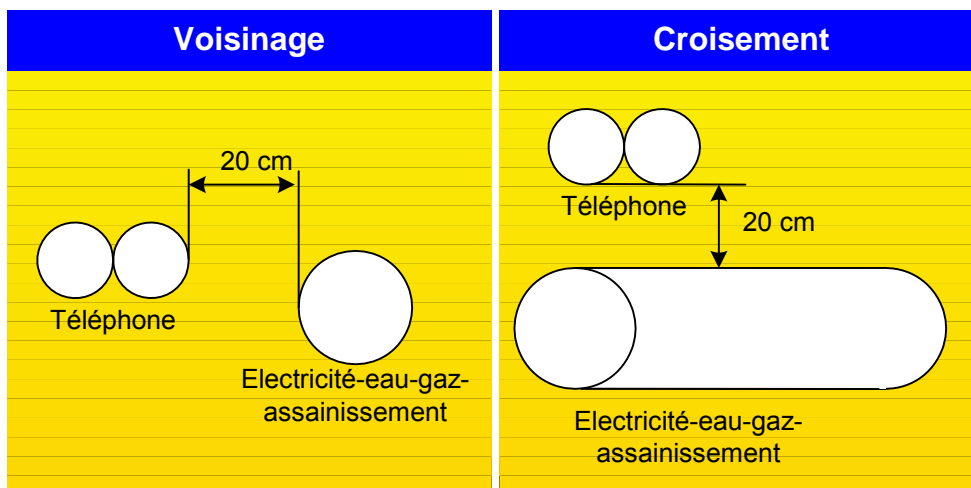 Voisinage
20 cm
Téléphone
Electricité-eau-gaz-
assainissement
Croisement
Téléphone
20 cm
Electricité-eau-gaz-
assainissement